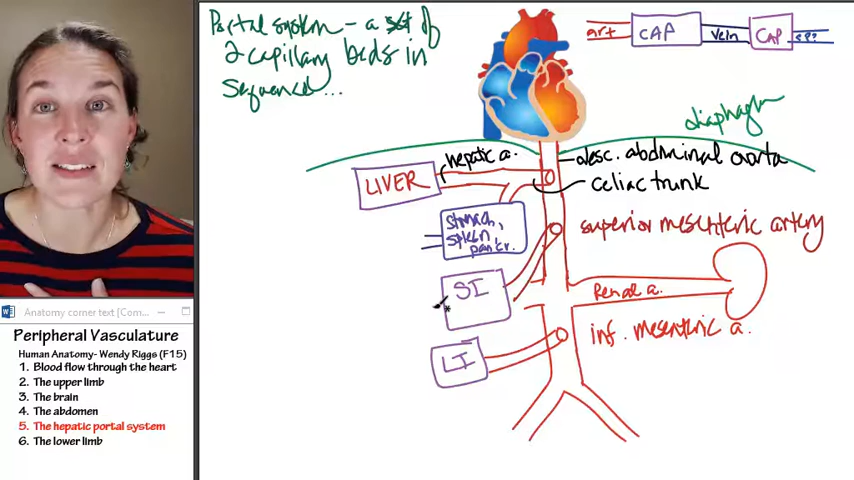 Portal system - a set of
2 capillary beds in
sequence...
art
CAP
vein
CAP
diaphragm
hepatic a.
desc. abdominal aorta
LIVER
celiac trunk
Stomach,
spleen
pancr.
superior mesenteric artery
SI
Renal a.
inf. mesenteric a.
LI
Anatomy corner text [Com
Peripheral Vasculature
Human Anatomy- Wendy Riggs (F15)
1. Blood flow through the heart
2. The upper limb
3. The brain
4. The abdomen
5. The hepatic portal system
6. The lower limb